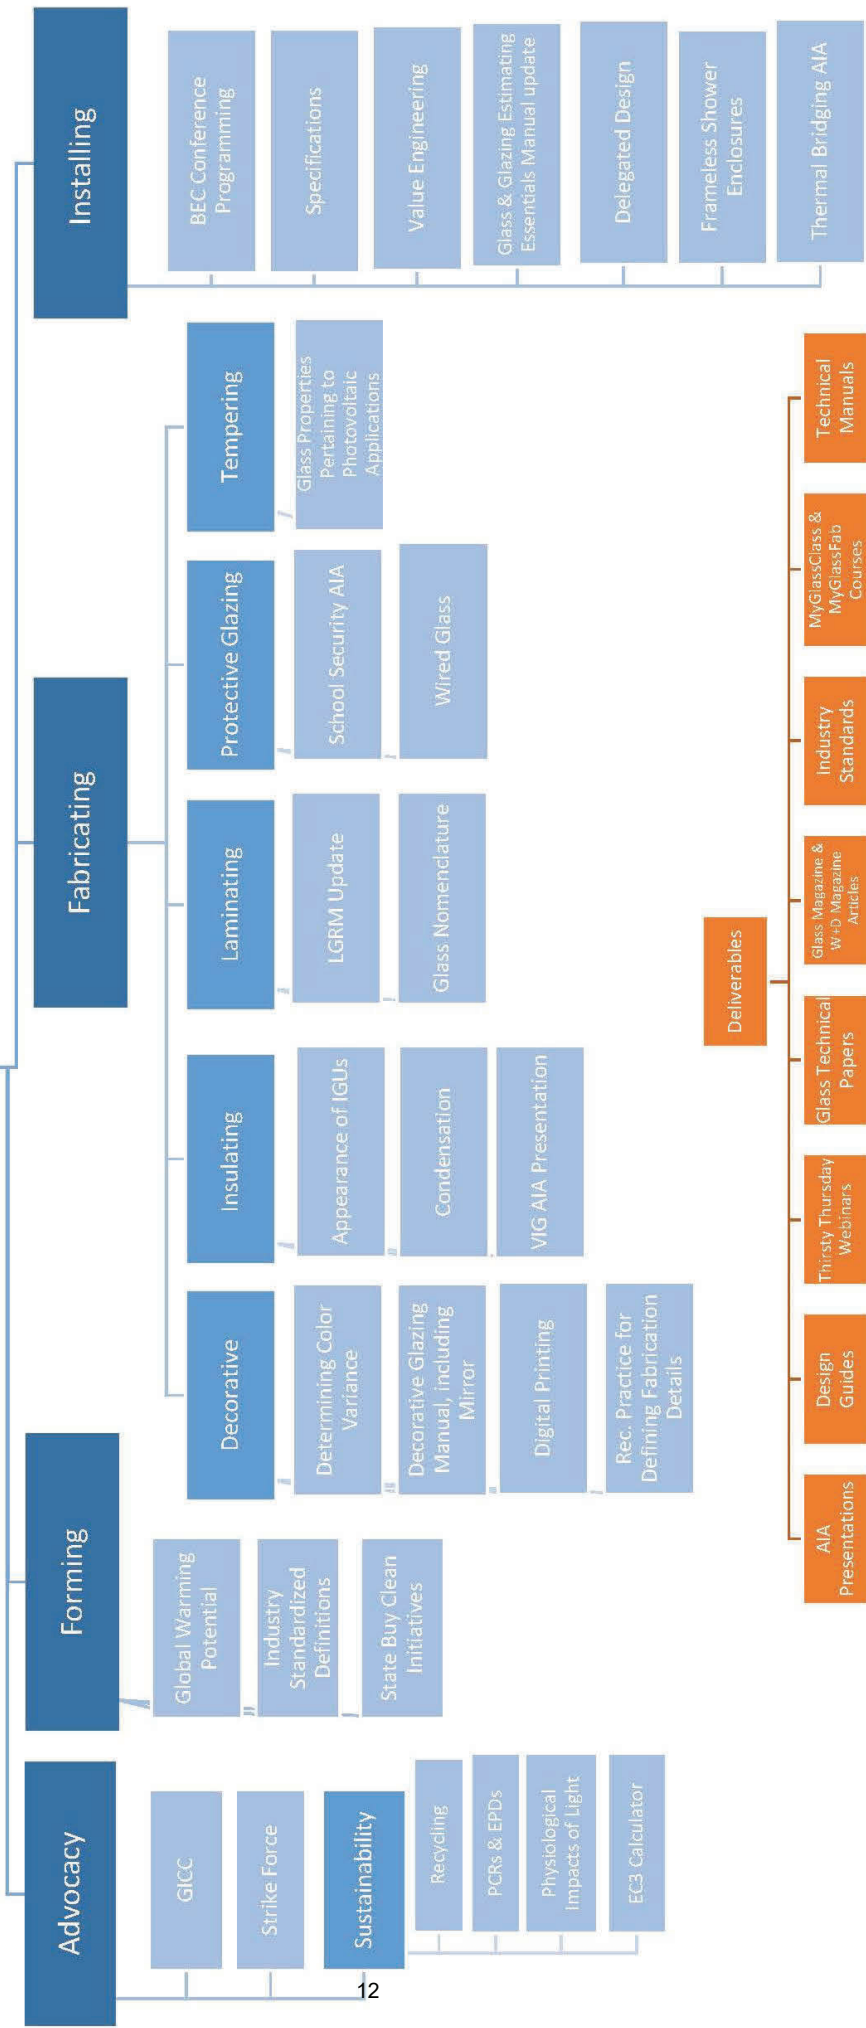 Advocacy
GICC
Strike Force
Sustainability
Recycling
PCRs & EPDs
Physiological
Impacts of Light
EC3 Calculator
Forming
Global Warming
Potential
Industry
Standardized
Definitions
State Buy Clean
Initiatives
Fabricating
Decorative
Determining Color
Variance
Decorative Glazing
Manual, including
Mirror
Digital Printing
Rec. Practice for
Defining Fabrication
Details
Insulating
Appearance of IGUs
Condensation
VIG AIA Presentation
Laminating
LGRM Update
Glass Nomenclature
Protective Glazing
School Security AIA
Wired Glass
Tempering
Glass Properties
Pertaining to
Photovoltaic
Applications
Installing
BEC Conference
Programming
Specifications
Value Engineering
Glass & Glazing Estimating
Essentials Manual update
Delegated Design
Frameless Shower
Enclosures
Thermal Bridging AIA
Deliverables
AIA
Presentations
Design
Guides
Thirsty Thursday
Webinars
Glass Technical
Papers
Glass Magazine &
W+D Magazine
Articles
Industry
Standards
MyGlassClass &
MyGlassFab
Courses
Technical
Manuals
12